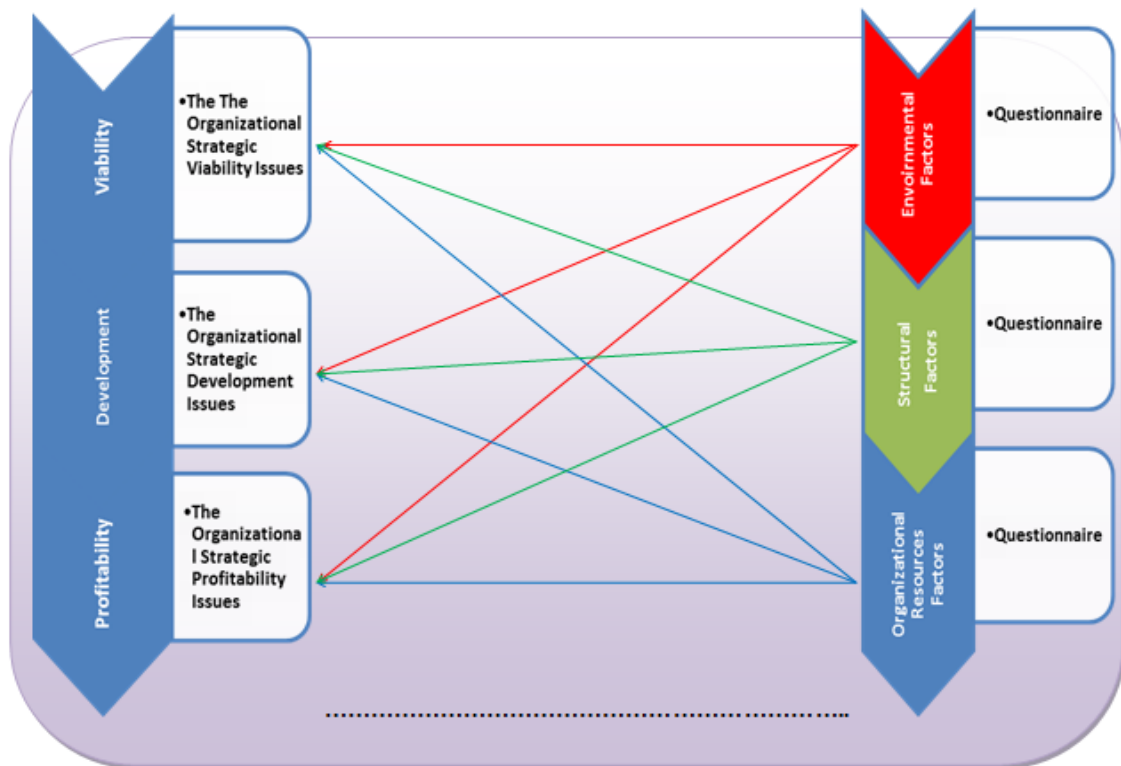 Viability
•The The
Organizational
Strategic
Viability Issues
Development
•The
Organizational
Strategic
Development
Issues
Profitability
•The
Organizationa
l Strategic
Profitability
Issues
Envoirnmental
Factors
•Questionnaire
Structural
Factors
•Questionnaire
Organizational
Resources
Factors
•Questionnaire